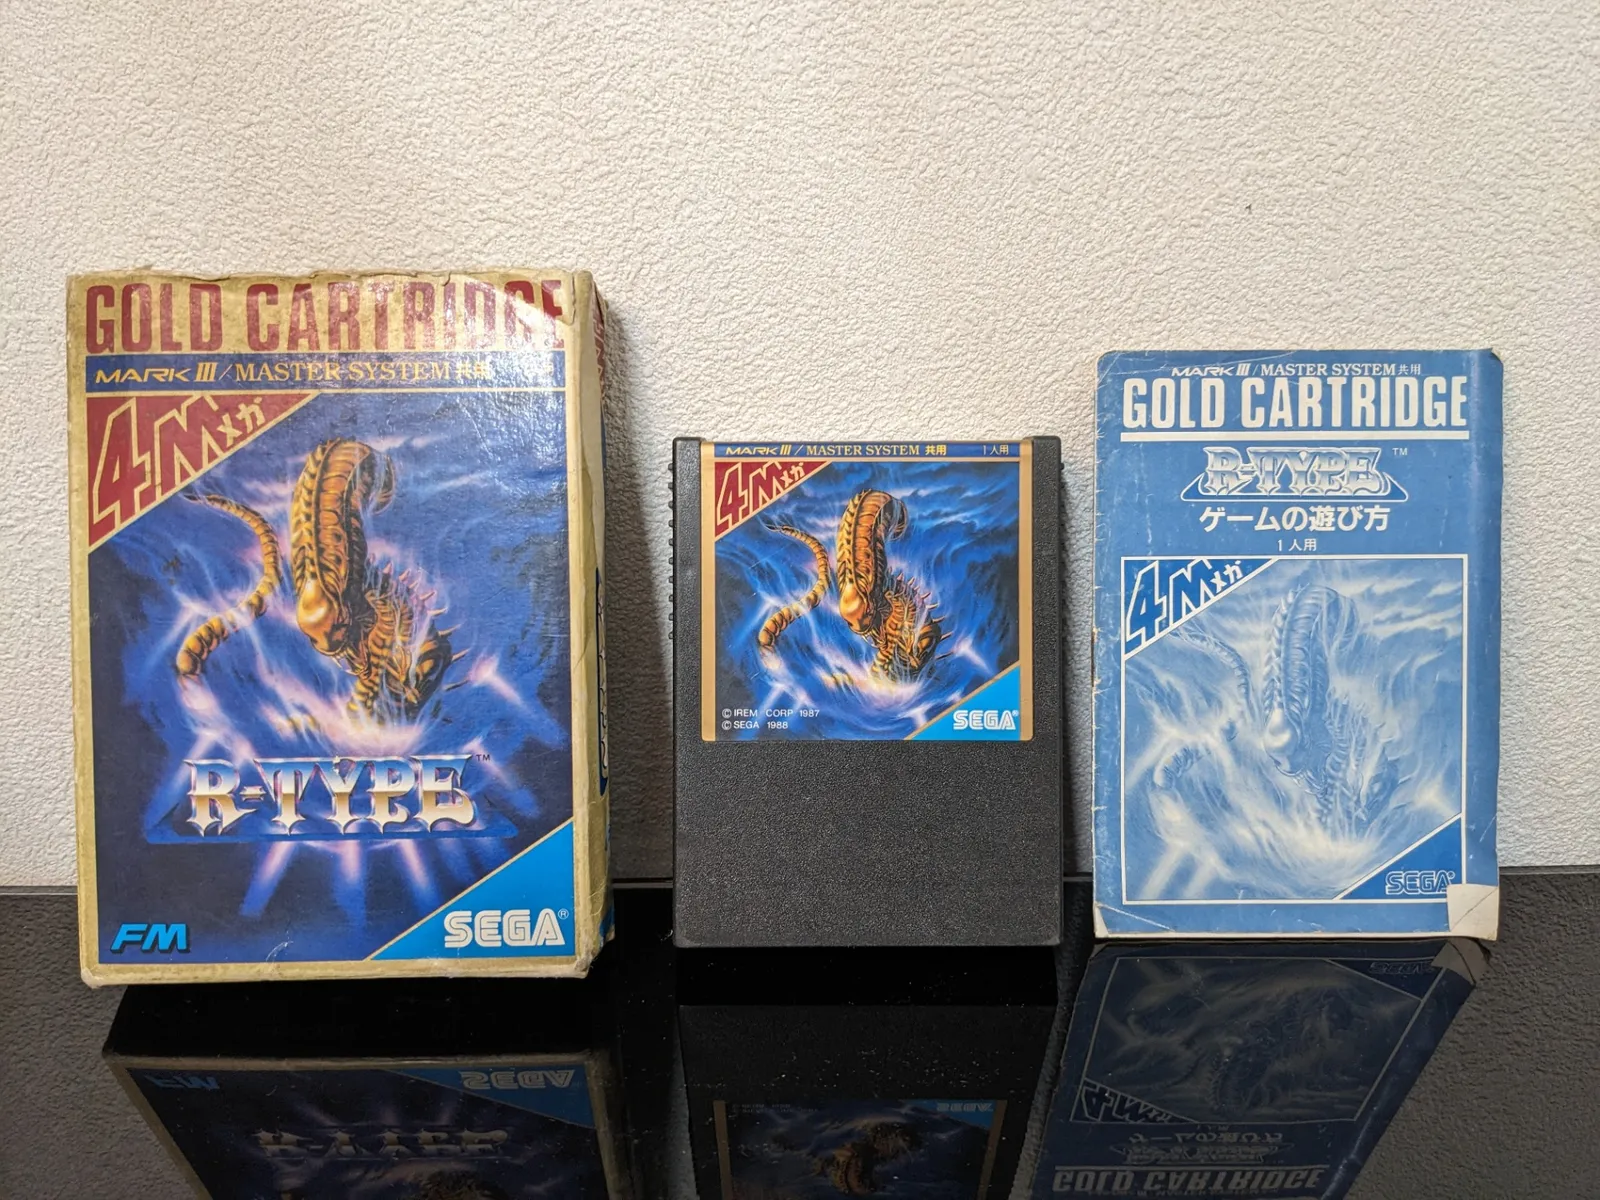 GOLD CARTRIDGE
MARK III / MASTER SYSTEM 共用
4Mメガ
R-TYPE™
FM
SEGA®
MARK III / MASTER SYSTEM 共用 1人用
4Mメガ
© IREM CORP 1987
© SEGA 1988
SEGA®
MARK III / MASTER SYSTEM 共用
GOLD CARTRIDGE
R-TYPE™
ゲームの遊び方
1人用
4Mメガ
SEGA®